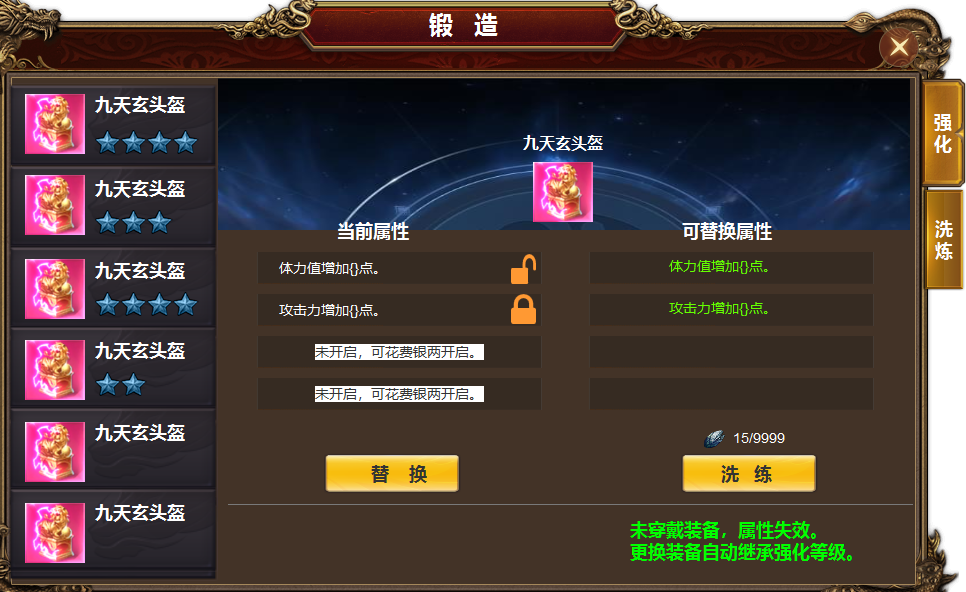 锻 造
九天玄头盔
九天玄头盔
九天玄头盔
九天玄头盔
九天玄头盔
九天玄头盔
强化
洗炼
九天玄头盔
当前属性
可替换属性
体力值增加{}点。
体力值增加{}点。
攻击力增加{}点。
攻击力增加{}点。
未开启，可花费银两开启。
未开启，可花费银两开启。
15/9999
替 换
洗 练
未穿戴装备，属性失效。
更换装备自动继承强化等级。